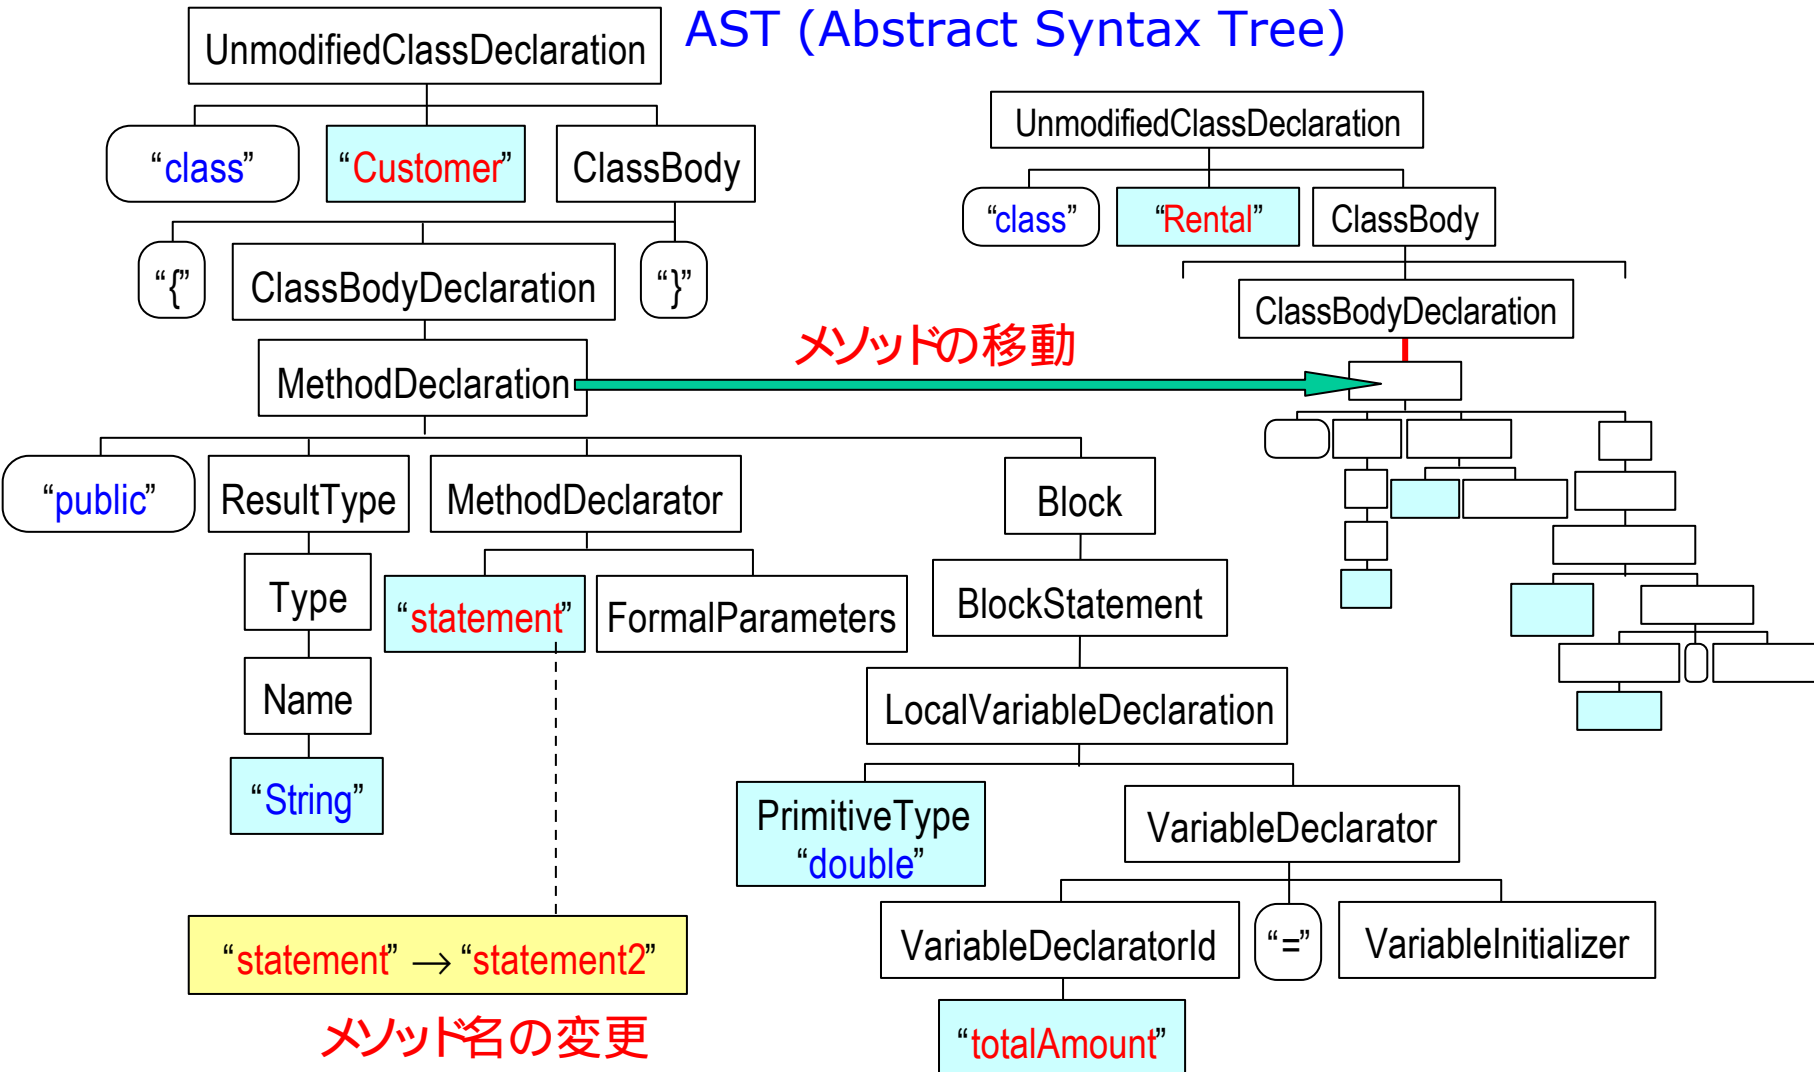 AST (Abstract Syntax Tree)
UnmodifiedClassDeclaration
“class”
“Customer”
ClassBody
“{”
ClassBodyDeclaration
“}”
MethodDeclaration
“public”
ResultType
MethodDeclarator
Block
Type
“statement”
FormalParameters
BlockStatement
Name
LocalVariableDeclaration
“String”
PrimitiveType
“double”
VariableDeclarator
VariableDeclaratorId
“=”
VariableInitializer
“totalAmount”
“statement” → “statement2”
メソッド名の変更
メソッドの移動
UnmodifiedClassDeclaration
“class”
“Rental”
ClassBody
ClassBodyDeclaration